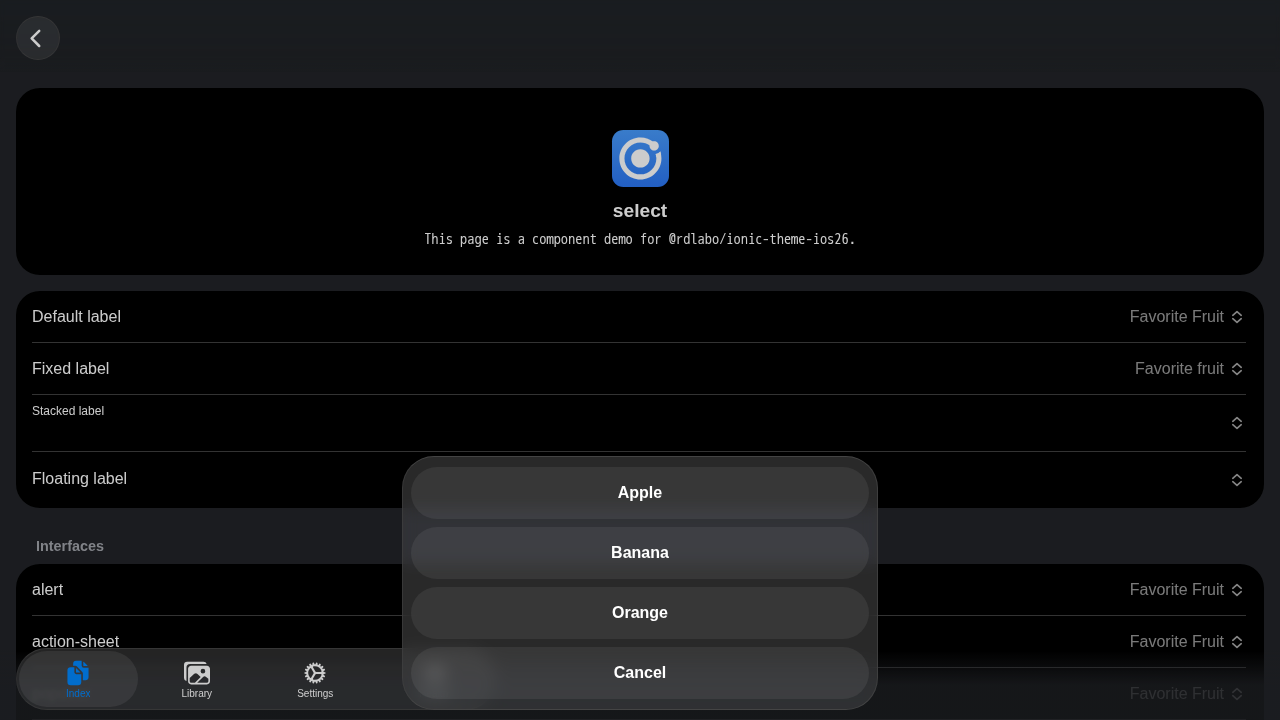 select
This page is a component demo for @rdlabo/ionic-theme-ios26.
Default label
Favorite Fruit
Fixed label
Favorite fruit
Stacked label
Floating label
Interfaces
alert
Favorite Fruit
action-sheet
Favorite Fruit
Favorite Fruit
Apple
Banana
Orange
Cancel
Index
Library
Settings